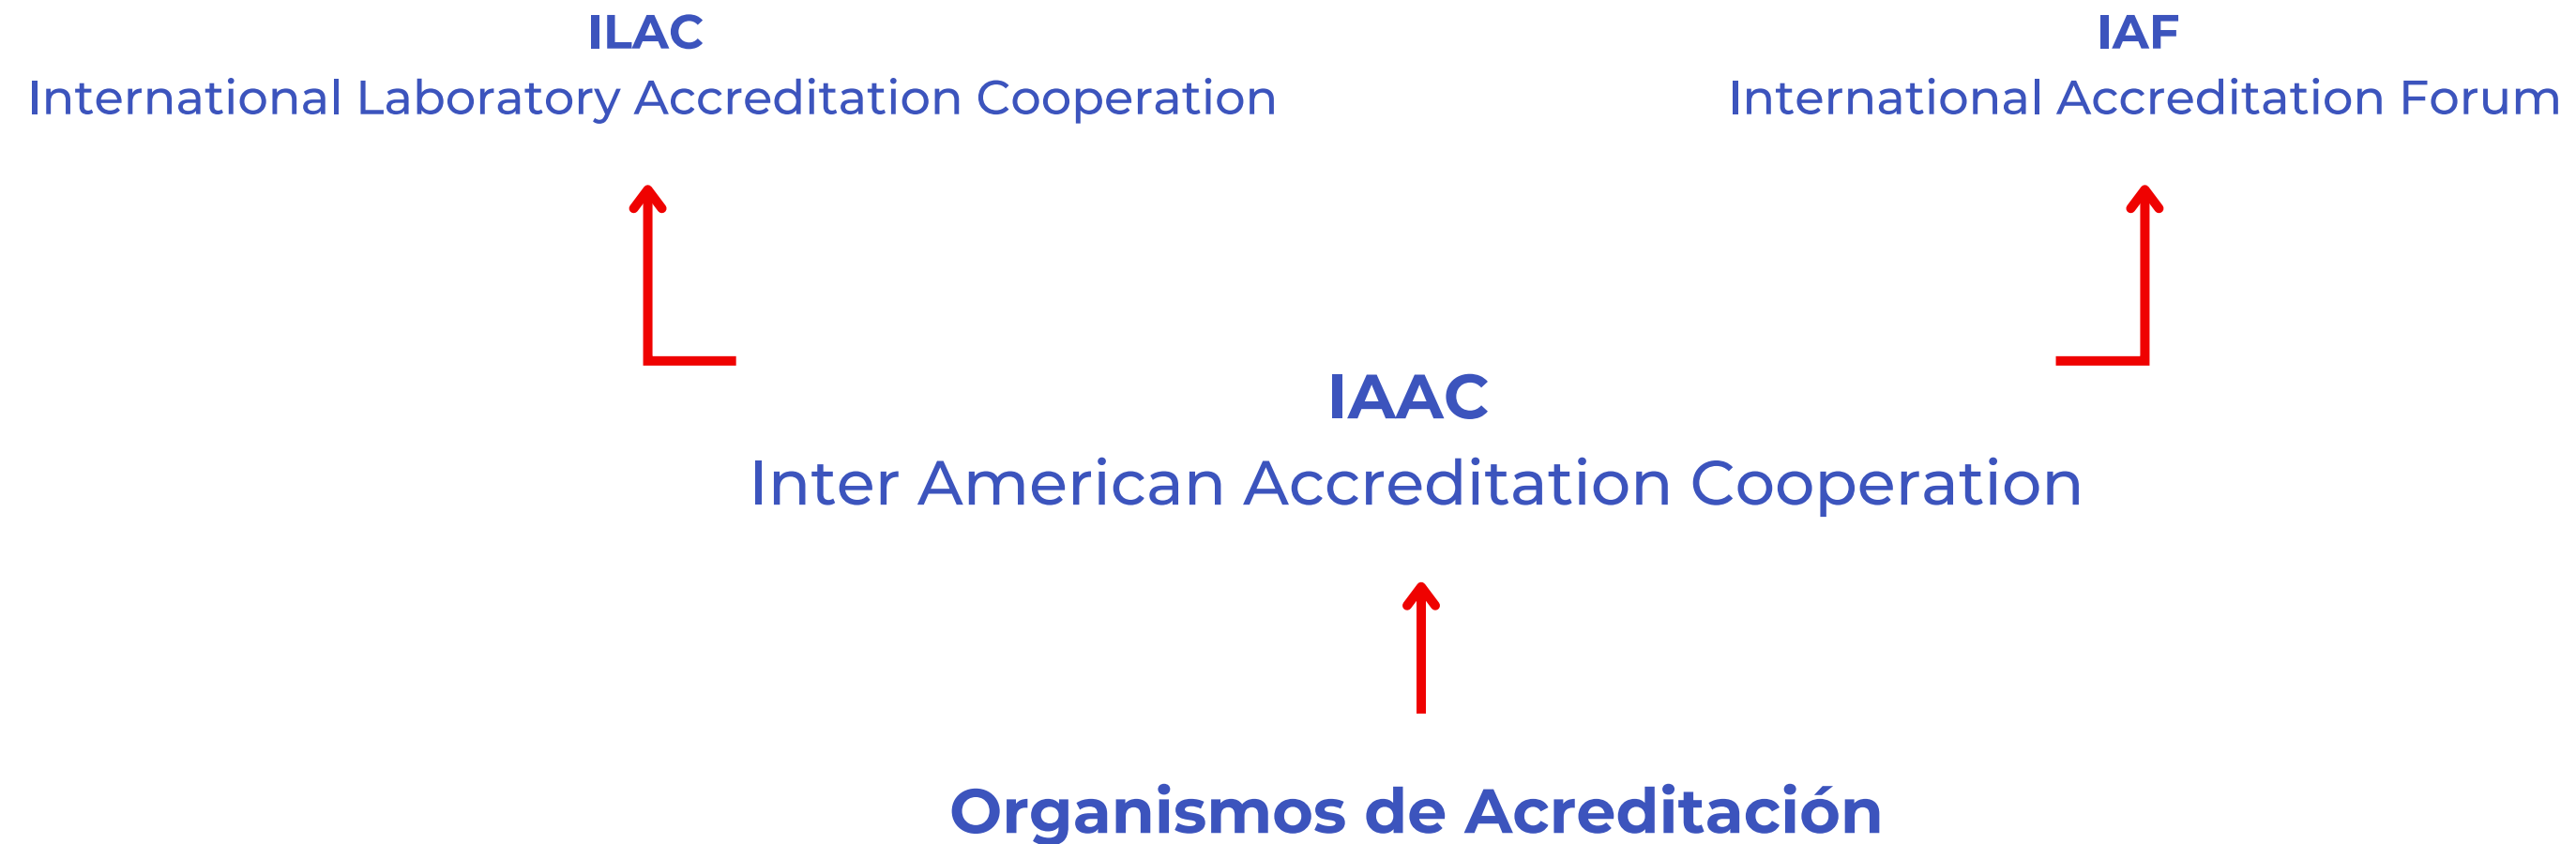 ILAC
International Laboratory Accreditation Cooperation
IAF
International Accreditation Forum
IAAC
Inter American Accreditation Cooperation
Organismos de Acreditación